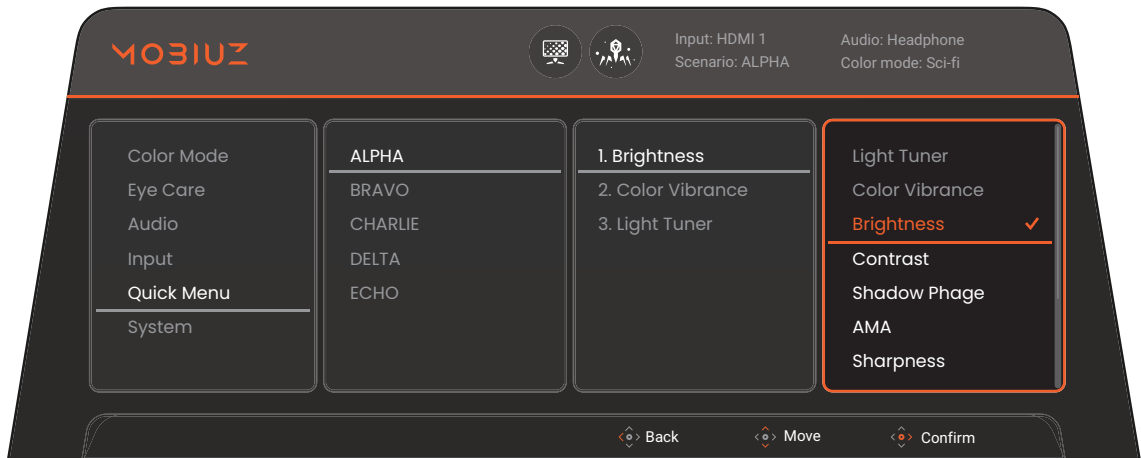 MOBIUZ
Input: HDMI 1
Scenario: ALPHA
Audio: Headphone
Color mode: Sci-fi
Color Mode
Eye Care
Audio
Input
Quick Menu
System
ALPHA
BRAVO
CHARLIE
DELTA
ECHO
1. Brightness
2. Color Vibrance
3. Light Tuner
Light Tuner
Color Vibrance
Brightness
Contrast
Shadow Phage
AMA
Sharpness
Back
Move
Confirm